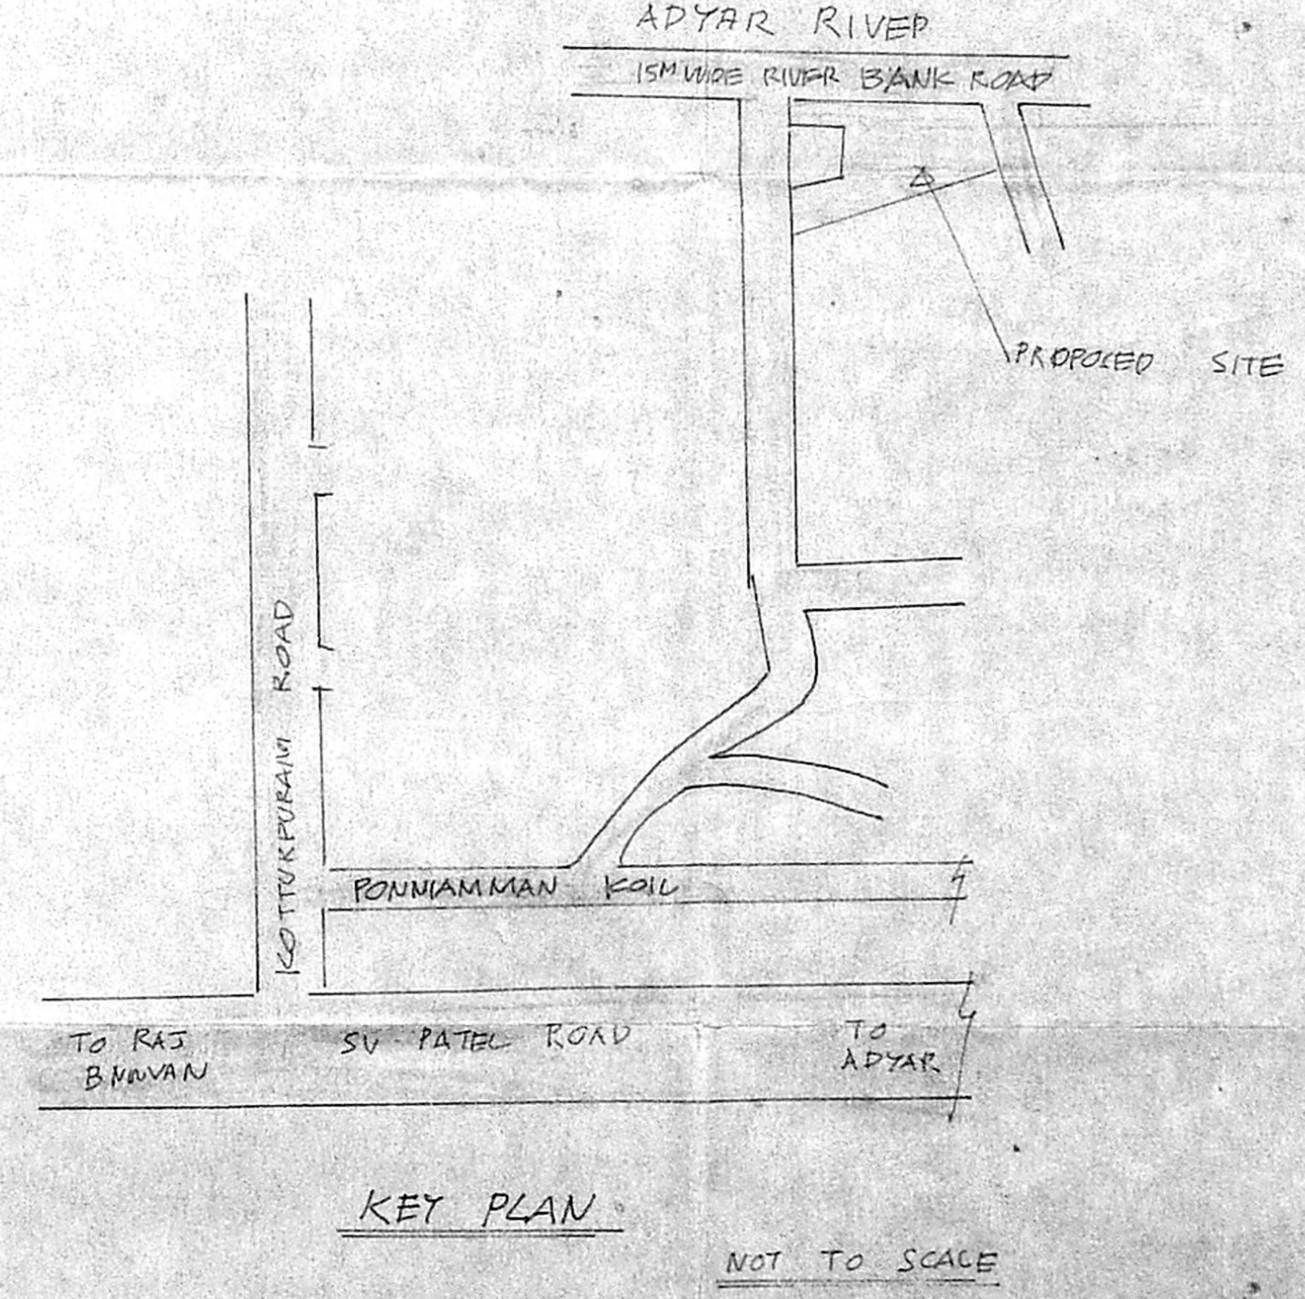 ADYAR RIVER
15M WIDE RIVER BANK ROAD
PROPOSED SITE
KOTTURPURAM ROAD
PONNIAMMAN KOIL
TO RAJ
SV PATEL ROAD
TO
ADYAR
KEY PLAN
NOT TO SCALE